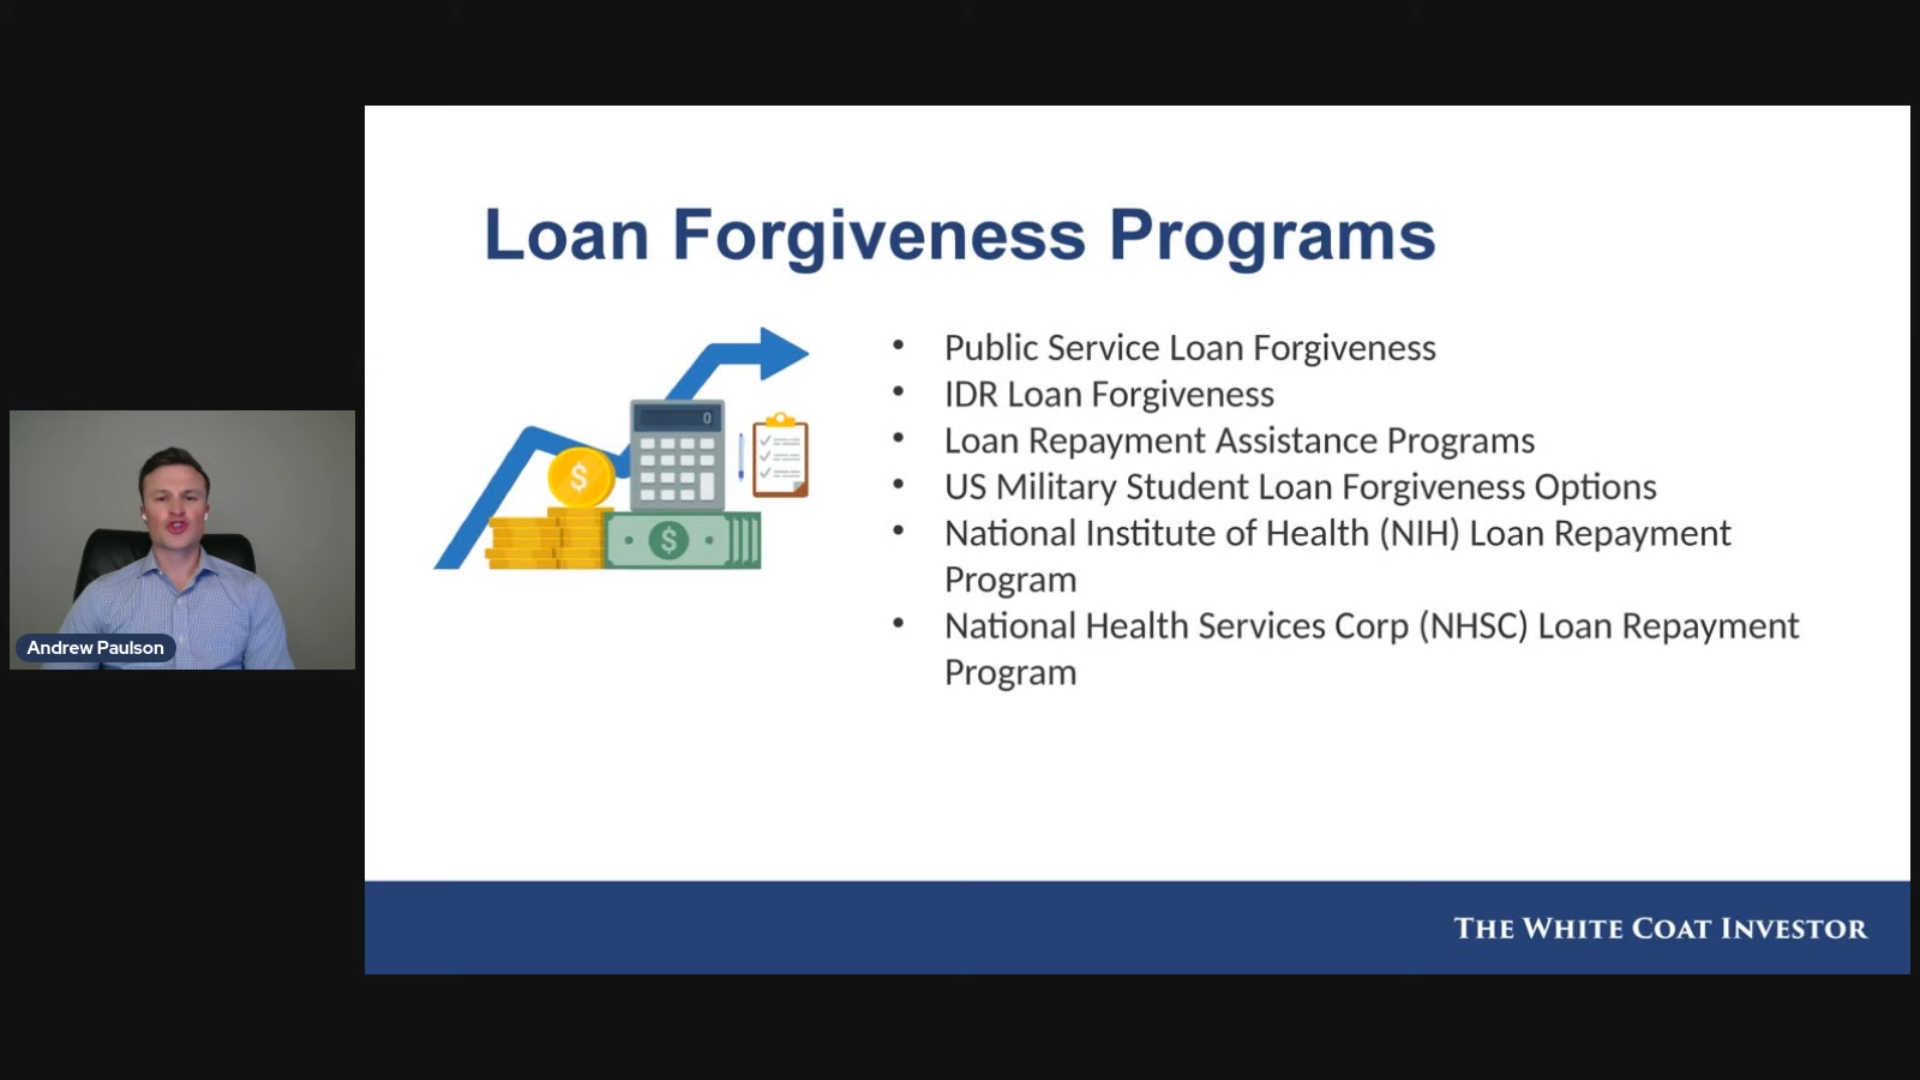 Loan Forgiveness Programs
• Public Service Loan Forgiveness
• IDR Loan Forgiveness
• Loan Repayment Assistance Programs
• US Military Student Loan Forgiveness Options
• National Institute of Health (NIH) Loan Repayment
Program
• National Health Services Corp (NHSC) Loan Repayment
Program
0
$
$
Andrew Paulson
THE WHITE COAT INVESTOR